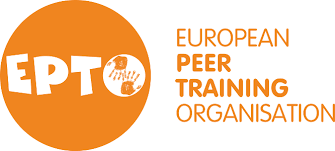 EPTO
EUROPEAN
PEER
TRAINING
ORGANISATION